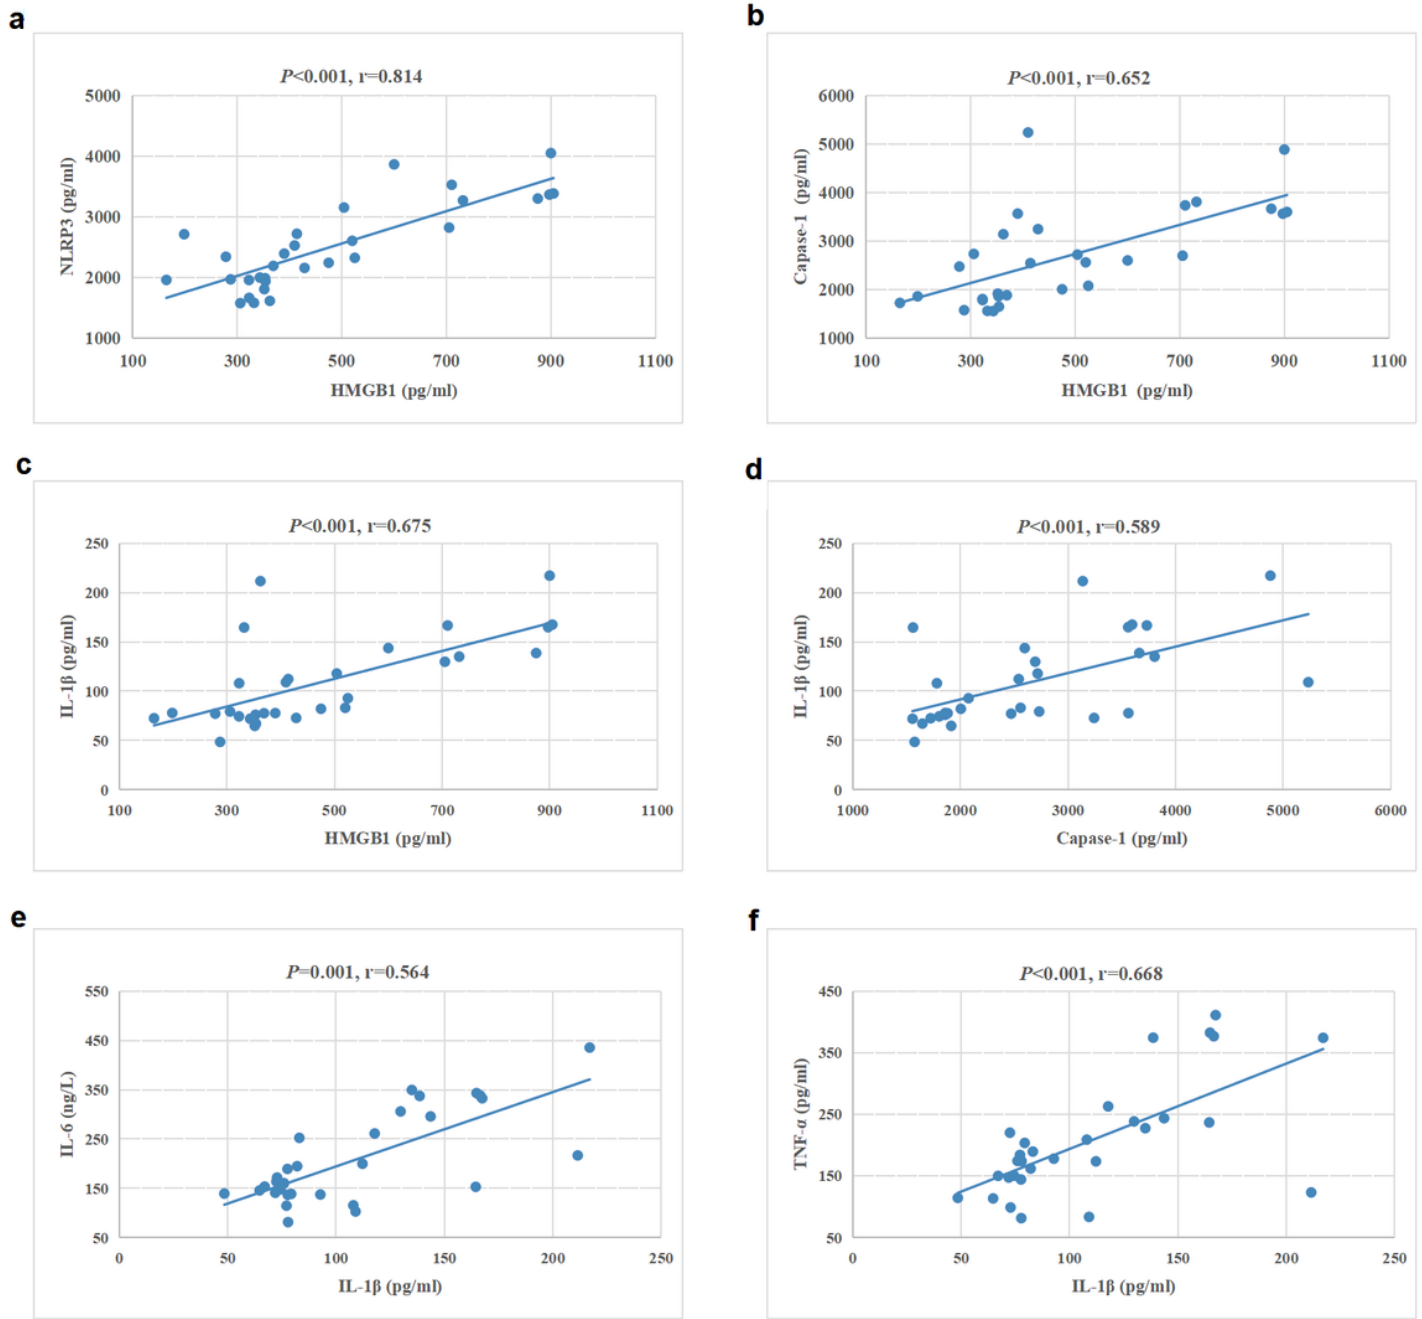 a
P<0.001, r=0.814
5000
4000
3000
2000
1000
NLRP3 (pg/ml)
100 300 500 700 900 1100
HMGB1 (pg/ml)
b
P<0.001, r=0.652
6000
5000
4000
3000
2000
1000
Capase-1 (pg/ml)
100 300 500 700 900 1100
HMGB1 (pg/ml)
c
P<0.001, r=0.675
250
200
150
100
50
0
IL-1β (pg/ml)
100 300 500 700 900 1100
HMGB1 (pg/ml)
d
P<0.001, r=0.589
250
200
150
100
50
0
IL-1β (pg/ml)
1000 2000 3000 4000 5000 6000
Capase-1 (pg/ml)
e
P=0.001, r=0.564
550
450
350
250
150
50
IL-6 (ng/L)
0 50 100 150 200 250
IL-1β (pg/ml)
f
P<0.001, r=0.668
450
350
250
150
50
TNF-α (pg/ml)
0 50 100 150 200 250
IL-1β (pg/ml)